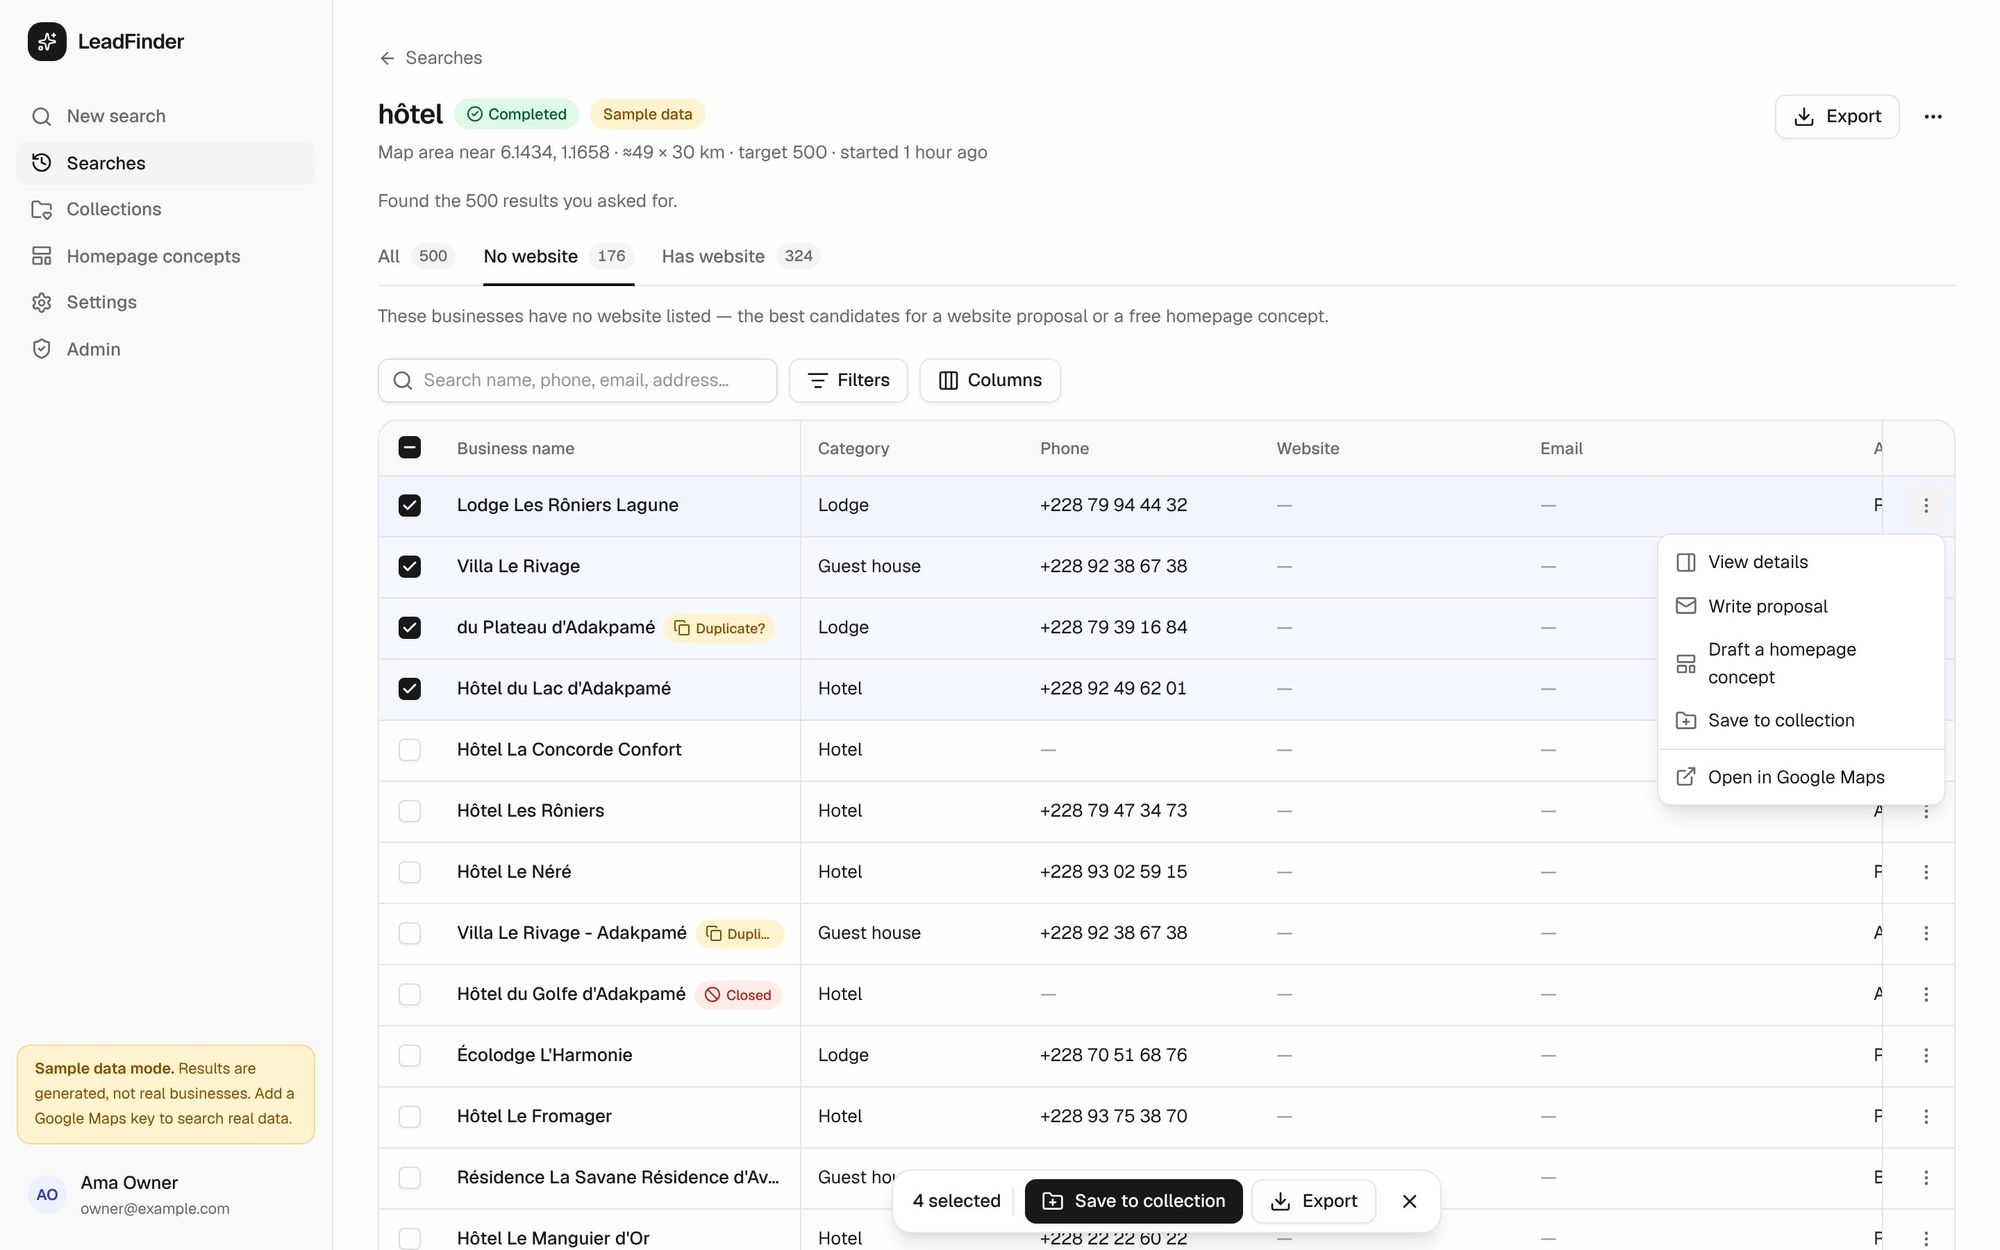 LeadFinder
New search
Searches
Collections
Homepage concepts
Settings
Admin
Sample data mode. Results are
generated, not real businesses. Add a
Google Maps key to search real data.
AO
Ama Owner
owner@example.com
Searches
hôtel Completed Sample data
Export
Map area near 6.1434, 1.1658 · ≈49 × 30 km · target 500 · started 1 hour ago
Found the 500 results you asked for.
All 500 No website 176 Has website 324
These businesses have no website listed — the best candidates for a website proposal or a free homepage concept.
Search name, phone, email, address... Filters Columns
Business name Category Phone Website Email A
Lodge Les Rôniers Lagune Lodge +228 79 94 44 32 — —
Villa Le Rivage Guest house +228 92 38 67 38 — —
du Plateau d'Adakpamé Duplicate? Lodge +228 79 39 16 84 — —
Hôtel du Lac d'Adakpamé Hotel +228 92 49 62 01 — —
Hôtel La Concorde Confort Hotel — — —
Hôtel Les Rôniers Hotel +228 79 47 34 73 — — A
Hôtel Le Néré Hotel +228 93 02 59 15 — —
Villa Le Rivage - Adakpamé Dupli... Guest house +228 92 38 67 38 — — A
Hôtel du Golfe d'Adakpamé Closed Hotel — — — A
Écolodge L'Harmonie Lodge +228 70 51 68 76 — —
Hôtel Le Fromager Hotel +228 93 75 38 70 — —
Résidence La Savane Résidence d'Av... Guest hou
Hôtel Le Manguier d'Or Hotel +228 22 22 60 22 — —
View details
Write proposal
Draft a homepage
concept
Save to collection
Open in Google Maps
4 selected Save to collection Export